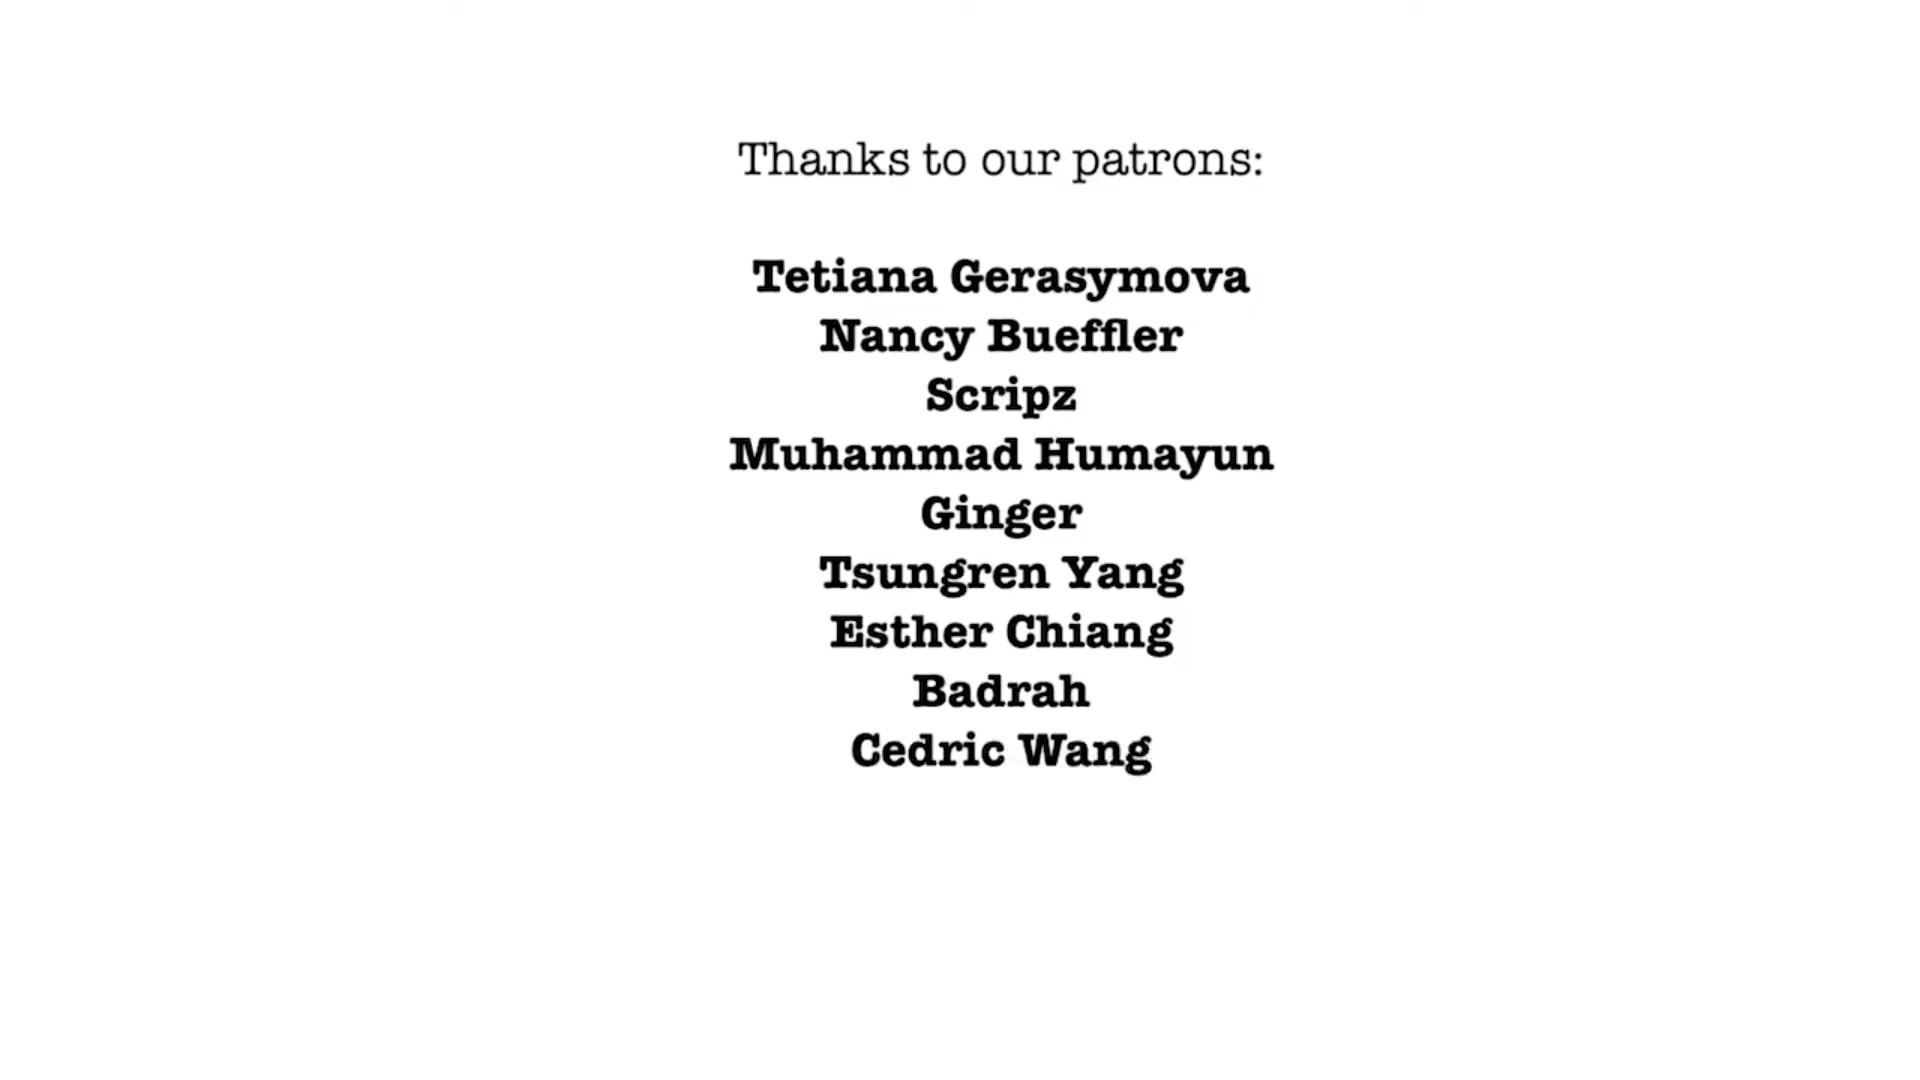 Thanks to our patrons:
Tetiana Gerasymova
Nancy Bueffler
Scripz
Muhammad Humayun
Ginger
Tsungren Yang
Esther Chiang
Badrah
Cedric Wang